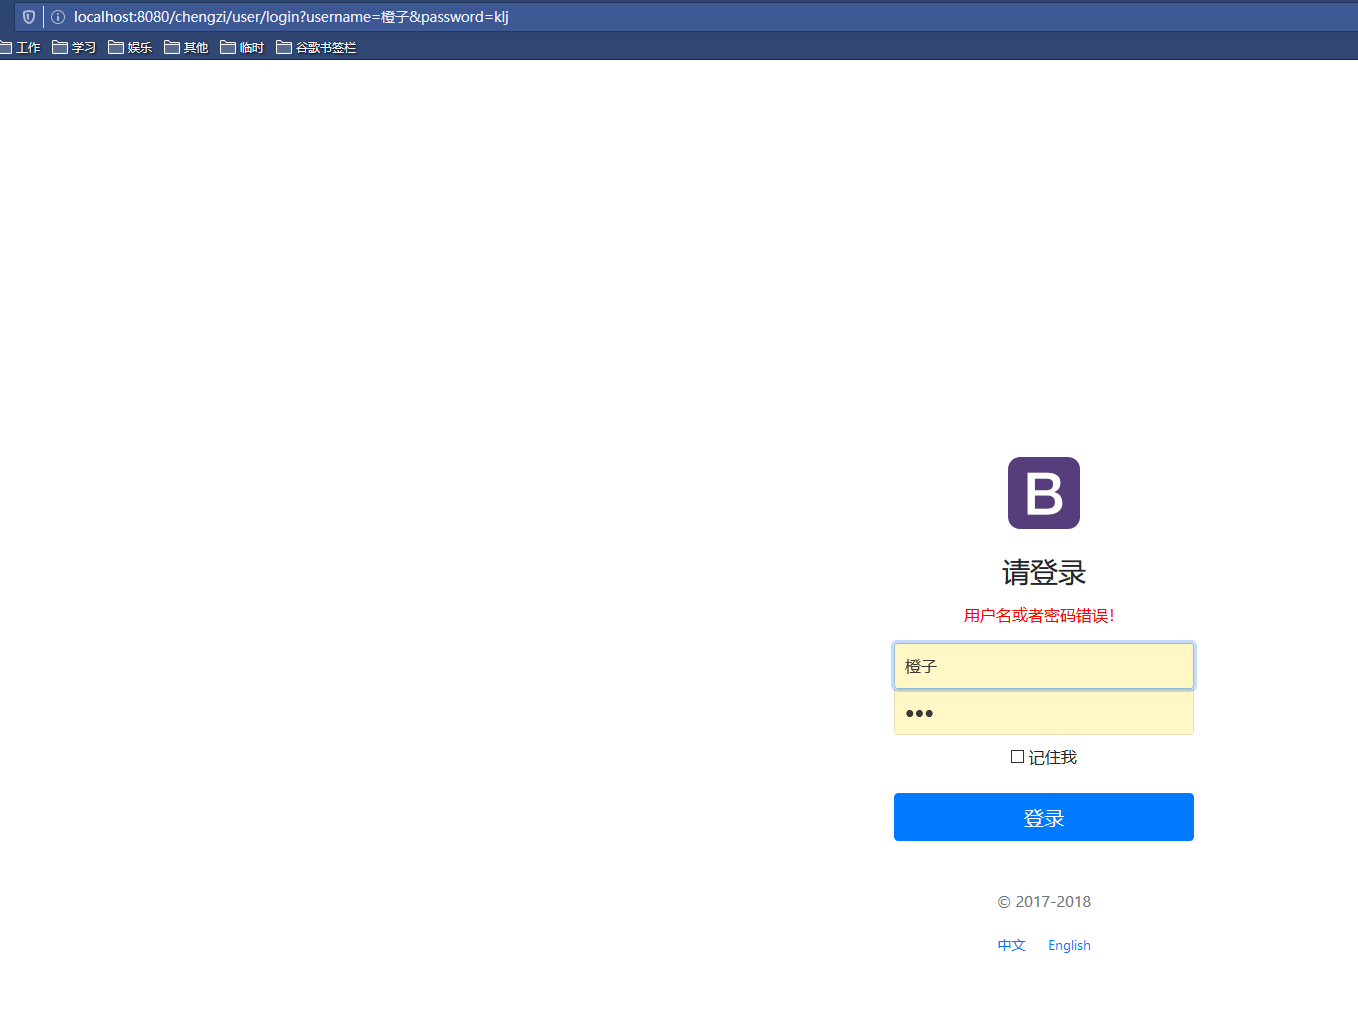 localhost:8080/chengzi/user/login?username=橙子&password=klj
工作 学习 娱乐 其他 临时 谷歌书签栏
B
请登录
用户名或者密码错误！
橙子
•••
记住我
登录
© 2017-2018
中文 English